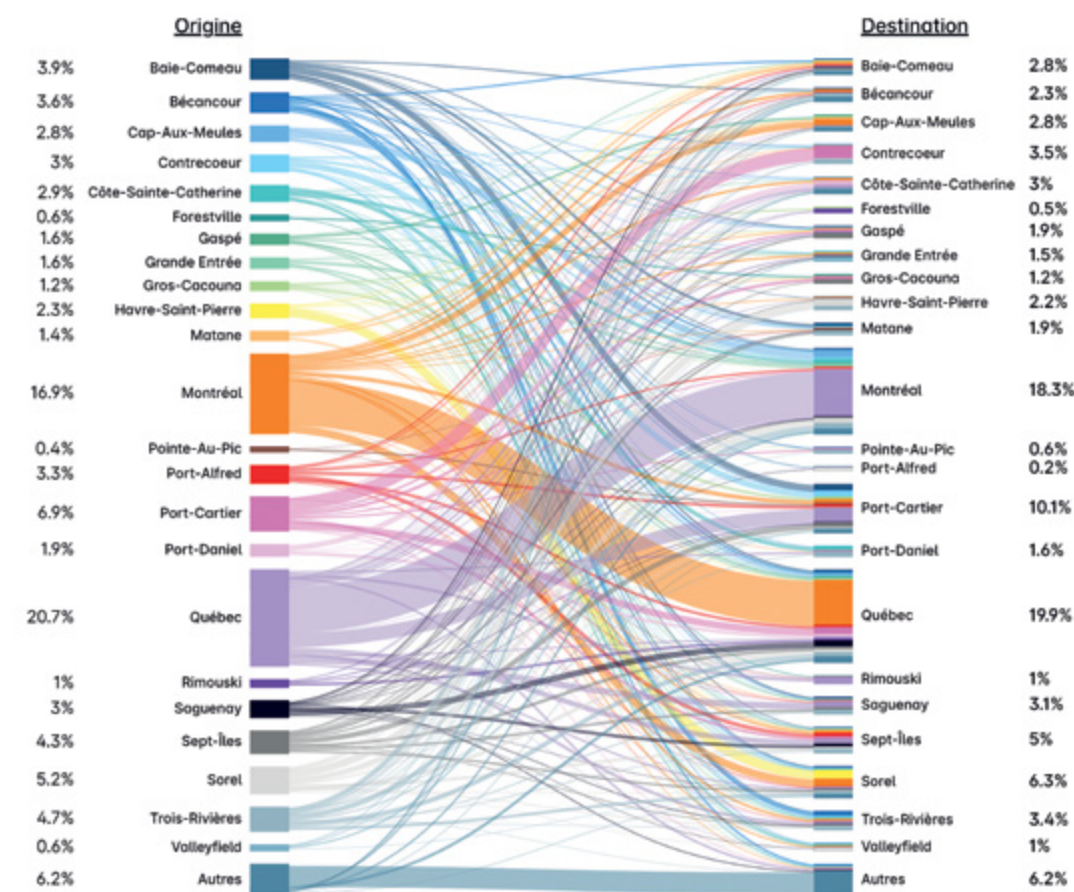 Origine Destination
3.9% Baie-Comeau Baie-Comeau 2.8%
3.6% Bécancour Bécancour 2.3%
2.8% Cap-Aux-Meules Cap-Aux-Meules 2.8%
3% Contrecoeur Contrecoeur 3.5%
2.9% Côte-Sainte-Catherine Côte-Sainte-Catherine 3%
0.6% Forestville Forestville 0.5%
1.6% Gaspé Gaspé 1.9%
1.6% Grande Entrée Grande Entrée 1.5%
1.2% Gros-Cacouna Gros-Cacouna 1.2%
2.3% Havre-Saint-Pierre Havre-Saint-Pierre 2.2%
1.4% Matane Matane 1.9%
16.9% Montréal Montréal 18.3%
0.4% Pointe-Au-Pic Pointe-Au-Pic 0.6%
3.3% Port-Alfred Port-Alfred 0.2%
6.9% Port-Cartier Port-Cartier 10.1%
1.9% Port-Daniel Port-Daniel 1.6%
20.7% Québec Québec 19.9%
1% Rimouski Rimouski 1%
3% Saguenay Saguenay 3.1%
4.3% Sept-Îles Sept-Îles 5%
5.2% Sorel Sorel 6.3%
4.7% Trois-Rivières Trois-Rivières 3.4%
0.6% Valleyfield Valleyfield 1%
6.2% Autres Autres 6.2%